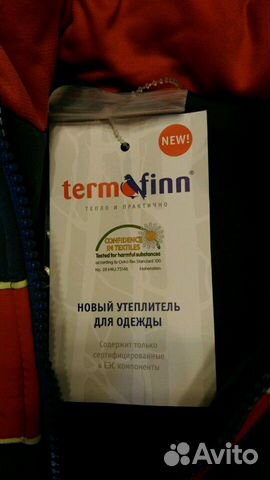 NEW!
termofinn®
ТЕПЛО И ПРАКТИЧНО
CONFIDENCE
IN TEXTILES
Tested for harmful substances
according to Oeko-Tex Standard 100
Hohenstein
НОВЫЙ УТЕПЛИТЕЛЬ
ДЛЯ ОДЕЖДЫ
Содержит только
сертифицированные
в ЕЭС компоненты
Avito